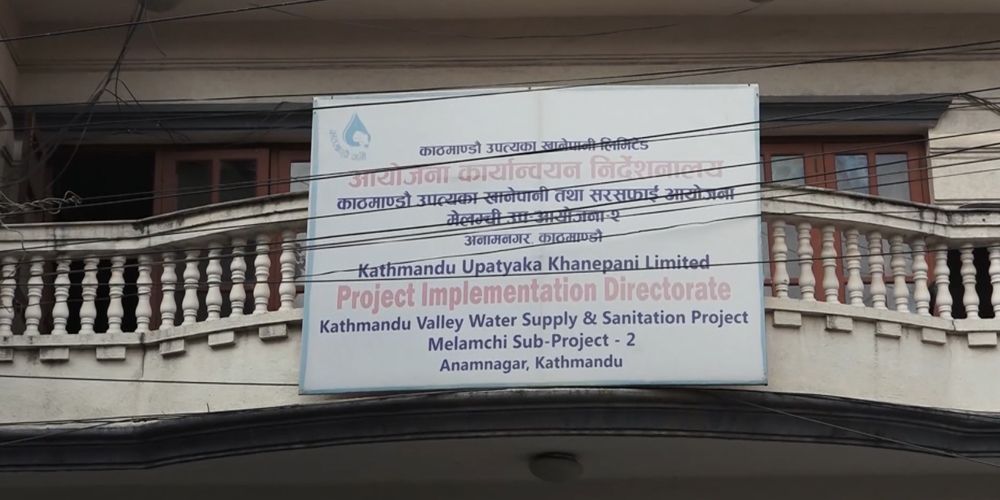 काठमाण्डौ उपत्यका खानेपानी लिमिटेड
आयोजना कार्यान्वयन निर्देशनालय
काठमाण्डौ उपत्यका खानेपानी तथा सरसफाई आयोजना
मेलम्ची उप-आयोजना-२
अनामनगर, काठमाण्डौ
Kathmandu Upatyaka Khanepani Limited
Project Implementation Directorate
Kathmandu Valley Water Supply & Sanitation Project
Melamchi Sub-Project - 2
Anamnagar, Kathmandu